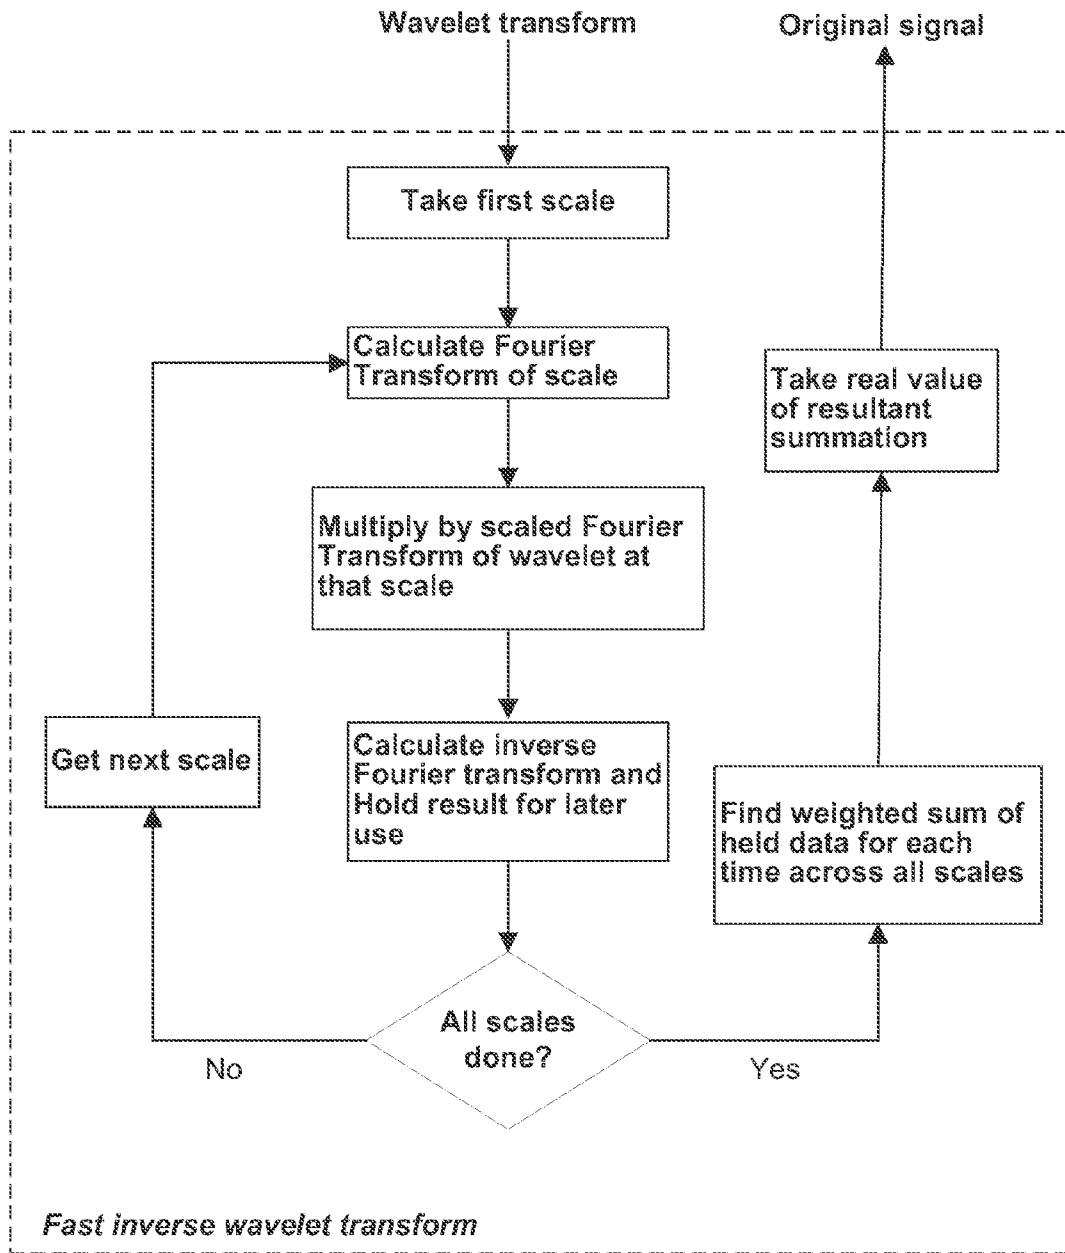 Wavelet transform
Original signal
Take first scale
Calculate Fourier
Transform of scale
Take real value
of resultant
summation
Multiply by scaled Fourier
Transform of wavelet at
that scale
Get next scale
Calculate inverse
Fourier transform and
Hold result for later
use
Find weighted sum of
held data for each
time across all scales
All scales
done?
No
Yes
Fast inverse wavelet transform